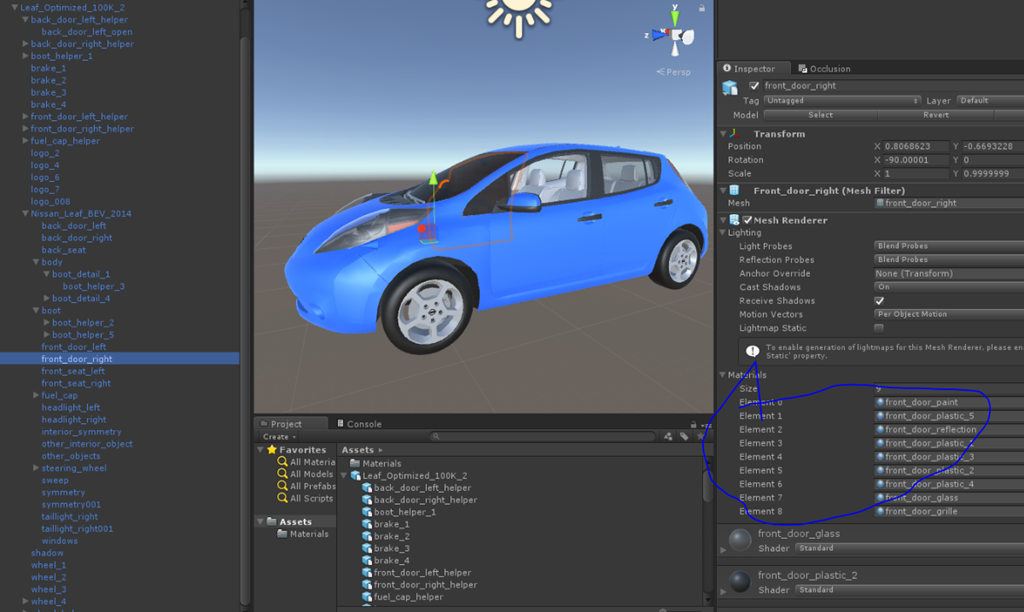 Leaf_Optimized_100K_2
back_door_left_helper
back_door_left_open
back_door_right_helper
boot_helper_1
brake_1
brake_2
brake_3
brake_4
front_door_left_helper
front_door_right_helper
fuel_cap_helper
logo_2
logo_4
logo_6
logo_7
logo_008
Nissan_Leaf_BEV_2014
back_door_left
back_door_right
back_seat
body
boot_detail_1
boot_helper_3
boot_detail_4
boot
boot_helper_2
boot_helper_5
front_door_left
front_door_right
front_seat_left
front_seat_right
fuel_cap
headlight_left
headlight_right
interior_symmetry
other_interior_object
other_objects
steering_wheel
sweep
symmetry
symmetry001
taillight_right
taillight_right001
windows
shadow
wheel_1
wheel_2
wheel_3
wheel_4
y
z
x
Persp
Project
Console
Create
Favorites
All Materia
All Models
All Prefabs
All Scripts
Assets
Materials
Assets
Materials
Leaf_Optimized_100K_2
back_door_left_helper
back_door_right_helper
boot_helper_1
brake_1
brake_2
brake_3
brake_4
front_door_left_helper
front_door_right_helper
fuel_cap_helper
Inspector
Occlusion
front_door_right
Tag Untagged Layer Default
Model Select Revert
Transform
Position X 0.8068623 Y -0.6693228
Rotation X -90.00001 Y 0
Scale X 1 Y 0.9999999
Front_door_right (Mesh Filter)
Mesh front_door_right
Mesh Renderer
Lighting
Light Probes Blend Probes
Reflection Probes Blend Probes
Anchor Override None (Transform)
Cast Shadows On
Receive Shadows
Motion Vectors Per Object Motion
Lightmap Static
To enable generation of lightmaps for this Mesh Renderer, please en
Static' property.
Materials
Size 9
Element 0 front_door_paint
Element 1 front_door_plastic_5
Element 2 front_door_reflection
Element 3
Element 4 front_door_plastic_3
Element 5 front_door_plastic_2
Element 6 front_door_plastic_4
Element 7 front_door_glass
Element 8 front_door_grille
front_door_glass
Shader Standard
front_door_plastic_2
Shader Standard